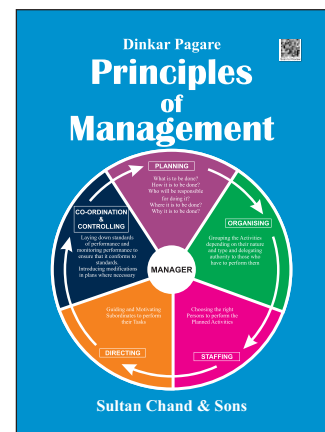 Dinkar Pagare
Principles
of
Management
PLANNING
What is to be done?
How it is to be done?
Who will be responsible
for doing it?
Where it is to be done?
Why it is to be done?
ORGANISING
Grouping the Activities
depending on their nature
and type and delegating
authority to those who
have to perform them
STAFFING
Choosing the right
Persons to perform the
Planned Activities
DIRECTING
Guiding and Motivating
Subordinates to perform
their Tasks
CO-ORDINATION
&
CONTROLLING
Laying down standards
of performance and
monitoring performance to
ensure that it conforms to
standards.
Introducing modifications
in plans where necessary
MANAGER
Sultan Chand & Sons